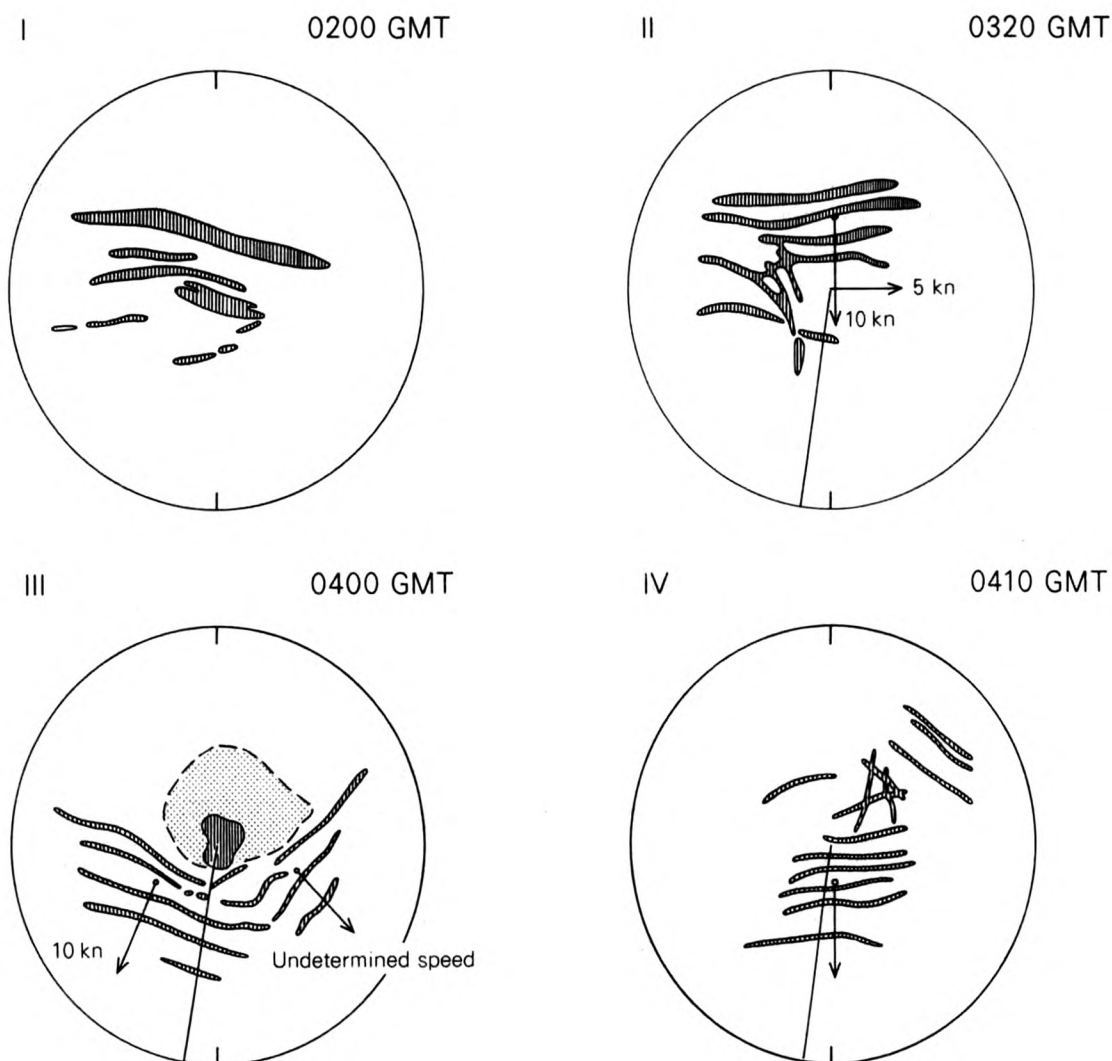 I 0200 GMT
II 0320 GMT
5 kn
10 kn
III 0400 GMT
10 kn
Undetermined speed
IV 0410 GMT